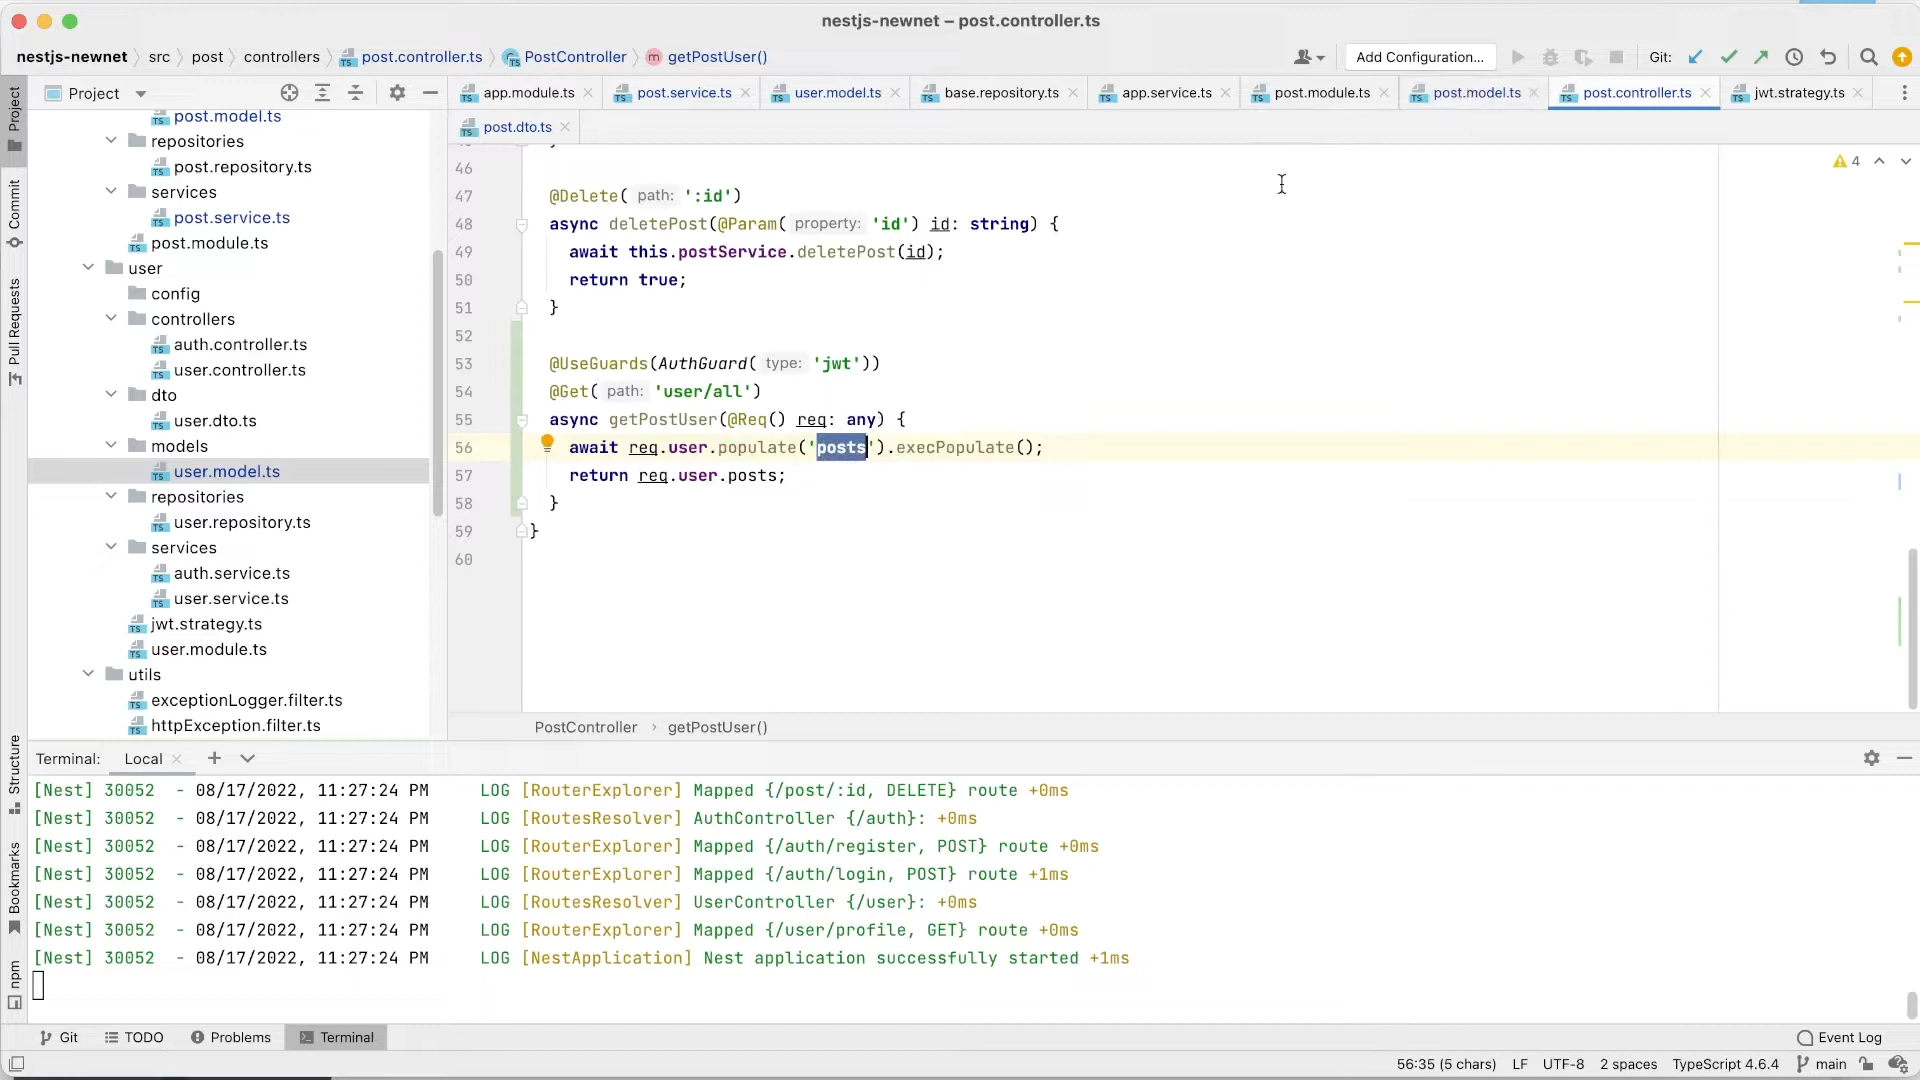 nestjs-newnet – post.controller.ts
nestjs-newnet src post controllers post.controller.ts PostController m getPostUser() Add Configuration... Git:
Project app.module.ts post.service.ts user.model.ts base.repository.ts app.service.ts post.module.ts post.model.ts post.controller.ts jwt.strategy.ts
post.dto.ts
4
Project
Commit
Pull Requests
Structure
Bookmarks
npm
post.model.ts
repositories
post.repository.ts
services
post.service.ts
post.module.ts
user
config
controllers
auth.controller.ts
user.controller.ts
dto
user.dto.ts
models
user.model.ts
repositories
user.repository.ts
services
auth.service.ts
user.service.ts
jwt.strategy.ts
user.module.ts
utils
exceptionLogger.filter.ts
httpException.filter.ts
46
47 @Delete( path: ':id')
48 async deletePost(@Param( property: 'id') id: string) {
49 await this.postService.deletePost(id);
50 return true;
51 }
52
53 @UseGuards(AuthGuard( type: 'jwt'))
54 @Get( path: 'user/all')
55 async getPostUser(@Req() req: any) {
56 await req.user.populate('posts').execPopulate();
57 return req.user.posts;
58 }
59 }
60
PostController getPostUser()
Terminal: Local
[Nest] 30052 - 08/17/2022, 11:27:24 PM LOG [RouterExplorer] Mapped {/post/:id, DELETE} route +0ms
[Nest] 30052 - 08/17/2022, 11:27:24 PM LOG [RoutesResolver] AuthController {/auth}: +0ms
[Nest] 30052 - 08/17/2022, 11:27:24 PM LOG [RouterExplorer] Mapped {/auth/register, POST} route +0ms
[Nest] 30052 - 08/17/2022, 11:27:24 PM LOG [RouterExplorer] Mapped {/auth/login, POST} route +1ms
[Nest] 30052 - 08/17/2022, 11:27:24 PM LOG [RoutesResolver] UserController {/user}: +0ms
[Nest] 30052 - 08/17/2022, 11:27:24 PM LOG [RouterExplorer] Mapped {/user/profile, GET} route +0ms
[Nest] 30052 - 08/17/2022, 11:27:24 PM LOG [NestApplication] Nest application successfully started +1ms
Git TODO Problems Terminal Event Log
56:35 (5 chars) LF UTF-8 2 spaces TypeScript 4.6.4 main